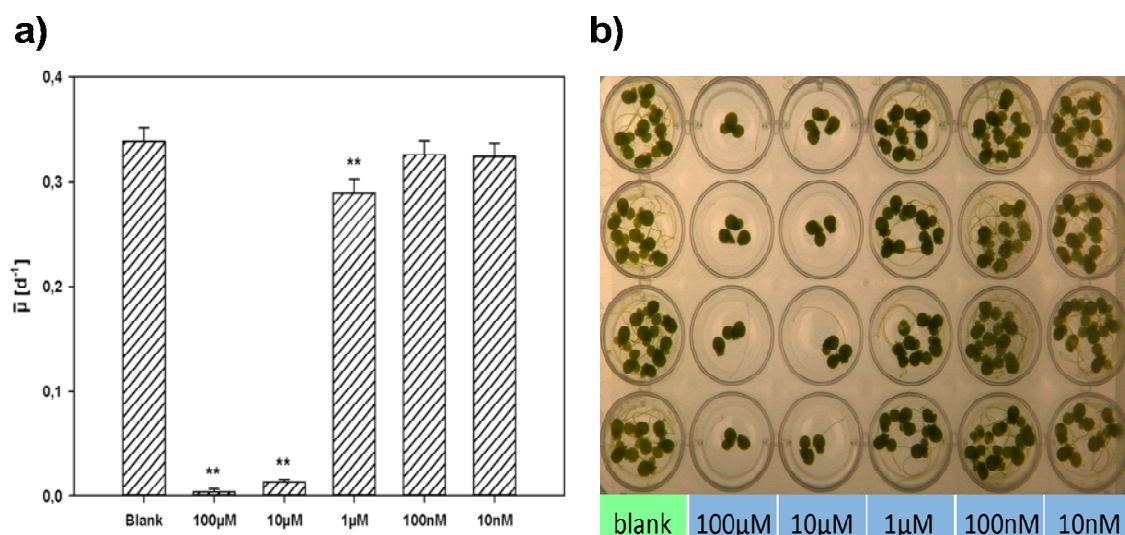 a)
b)
0,4
0,3
0,2
0,1
0,0
μ̅ [d⁻¹]
**
**
**
Blank 100µM 10µM 1µM 100nM 10nM
blank 100µM 10µM 1µM 100nM 10nM